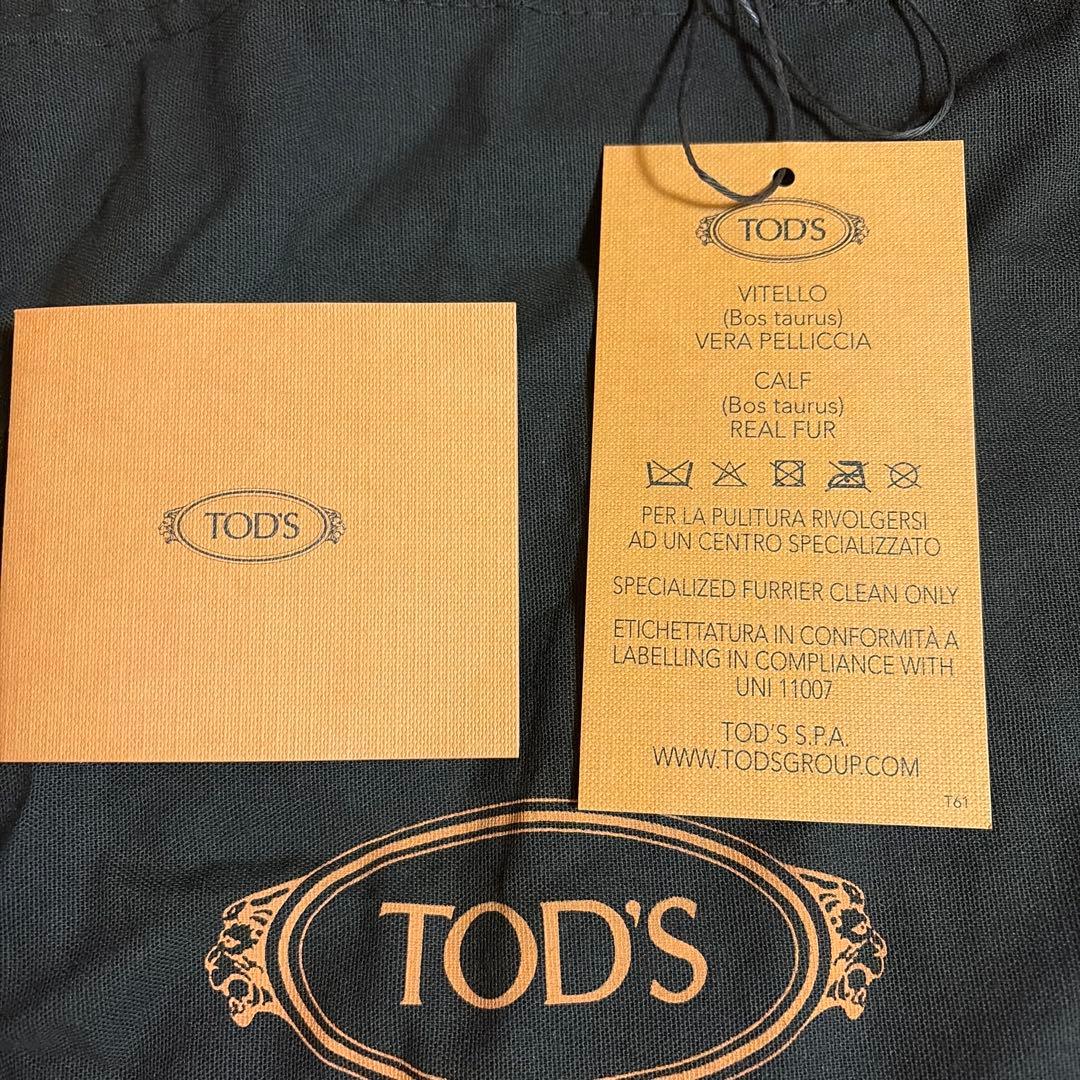 TOD'S
TOD'S
VITELLO
(Bos taurus)
VERA PELLICCIA
CALF
(Bos taurus)
REAL FUR
PER LA PULITURA RIVOLGERSI
AD UN CENTRO SPECIALIZZATO
SPECIALIZED FURRIER CLEAN ONLY
ETICHETTATURA IN CONFORMITÀ A
LABELLING IN COMPLIANCE WITH
UNI 11007
TOD'S S.P.A.
WWW.TODSGROUP.COM
T61
TOD'S